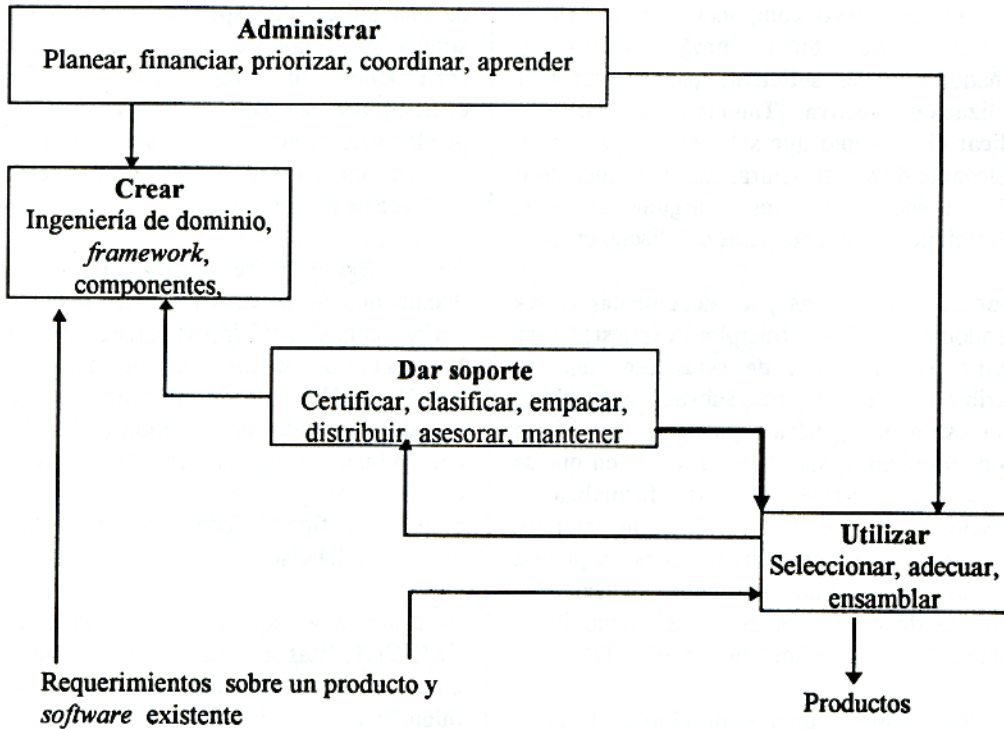 Administrar
Planear, financiar, priorizar, coordinar, aprender
Crear
Ingeniería de dominio,
framework,
componentes,
Dar soporte
Certificar, clasificar, empacar,
distribuir, asesorar, mantener
Utilizar
Seleccionar, adecuar,
ensamblar
Requerimientos sobre un producto y
software existente
Productos